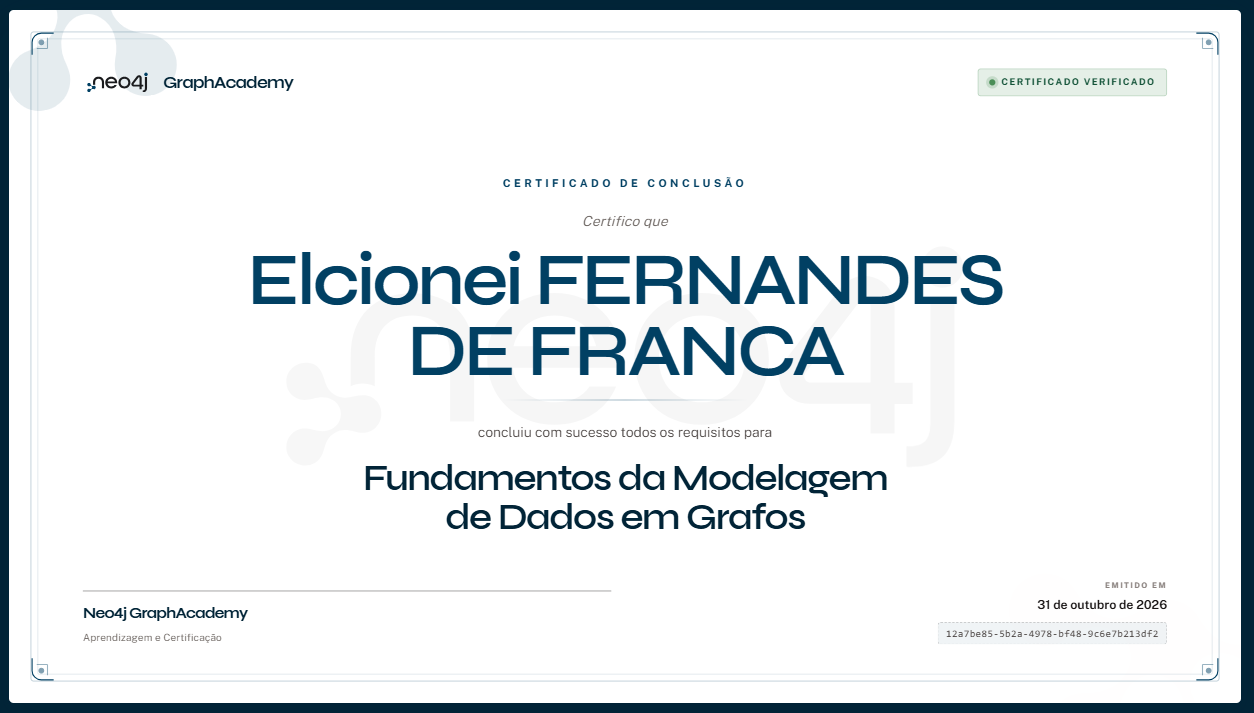 neo4j GraphAcademy
CERTIFICADO VERIFICADO
CERTIFICADO DE CONCLUSÃO
Certifico que
Elcionei FERNANDES
DE FRANCA
neo4j
concluiu com sucesso todos os requisitos para
Fundamentos da Modelagem
de Dados em Grafos
Neo4j GraphAcademy
Aprendizagem e Certificação
EMITIDO EM
31 de outubro de 2026
12a7be85-5b2a-4978-bf48-9c6e7b213df2